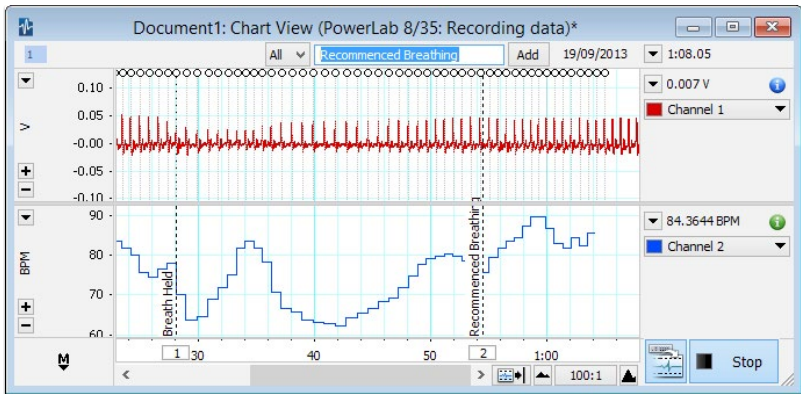 Document1: Chart View (PowerLab 8/35: Recording data)*
1 All Recommenced Breathing Add 19/09/2013 1:08.05
0.10
0.05
-0.00
-0.05
-0.10
V
0.007 V
Channel 1
90
80
70
60
BPM
Breath Held
Recommenced Breathing
84.3644 BPM
Channel 2
M
1 30 40 50 2 1:00
100:1
Stop